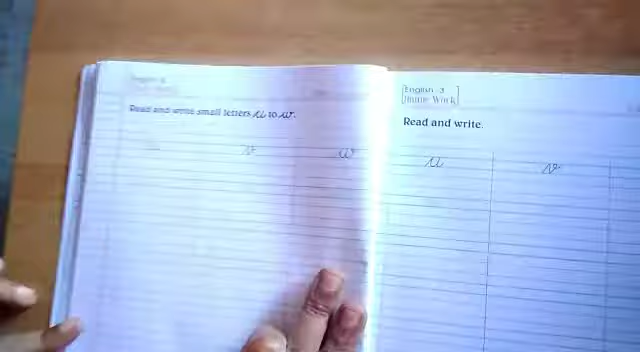 Read and write small letters u to w.
v w
English - 3
Home Work
Read and write.
u v